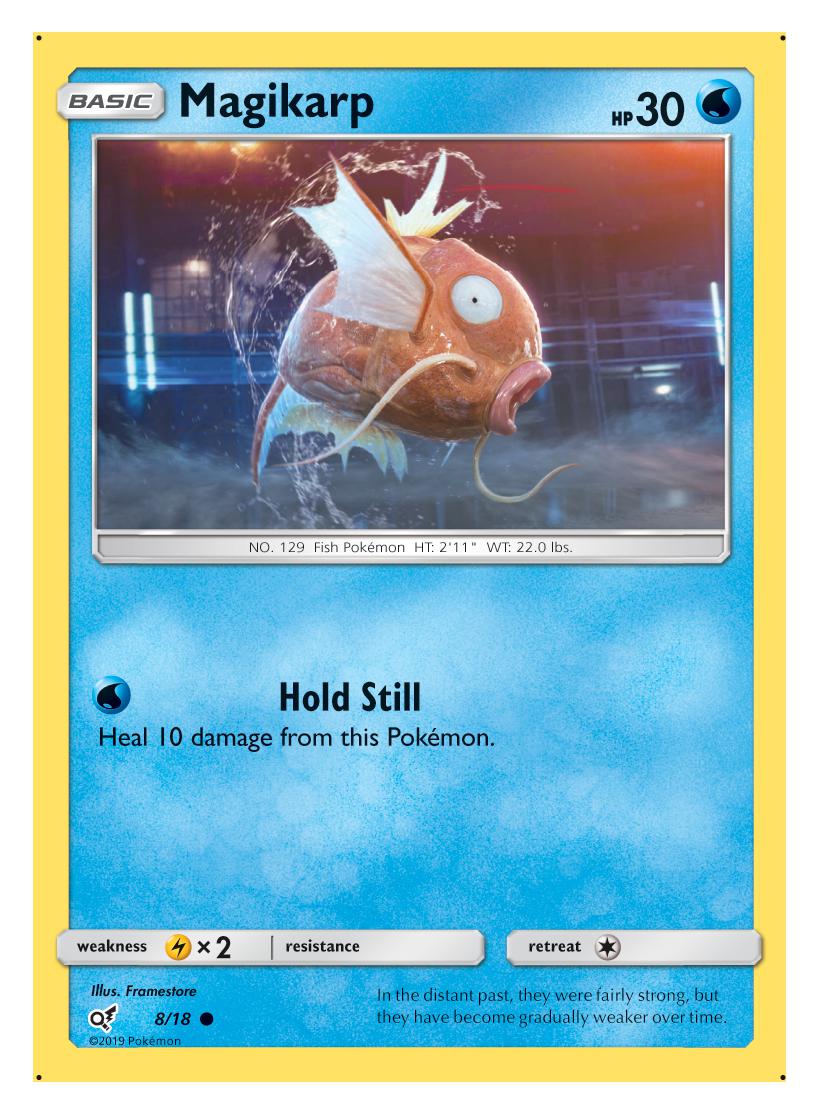 BASIC Magikarp HP 30
NO. 129 Fish Pokémon HT: 2'11" WT: 22.0 lbs.
Hold Still
Heal 10 damage from this Pokémon.
weakness × 2 resistance retreat
Illus. Framestore
8/18
©2019 Pokémon
In the distant past, they were fairly strong, but
they have become gradually weaker over time.